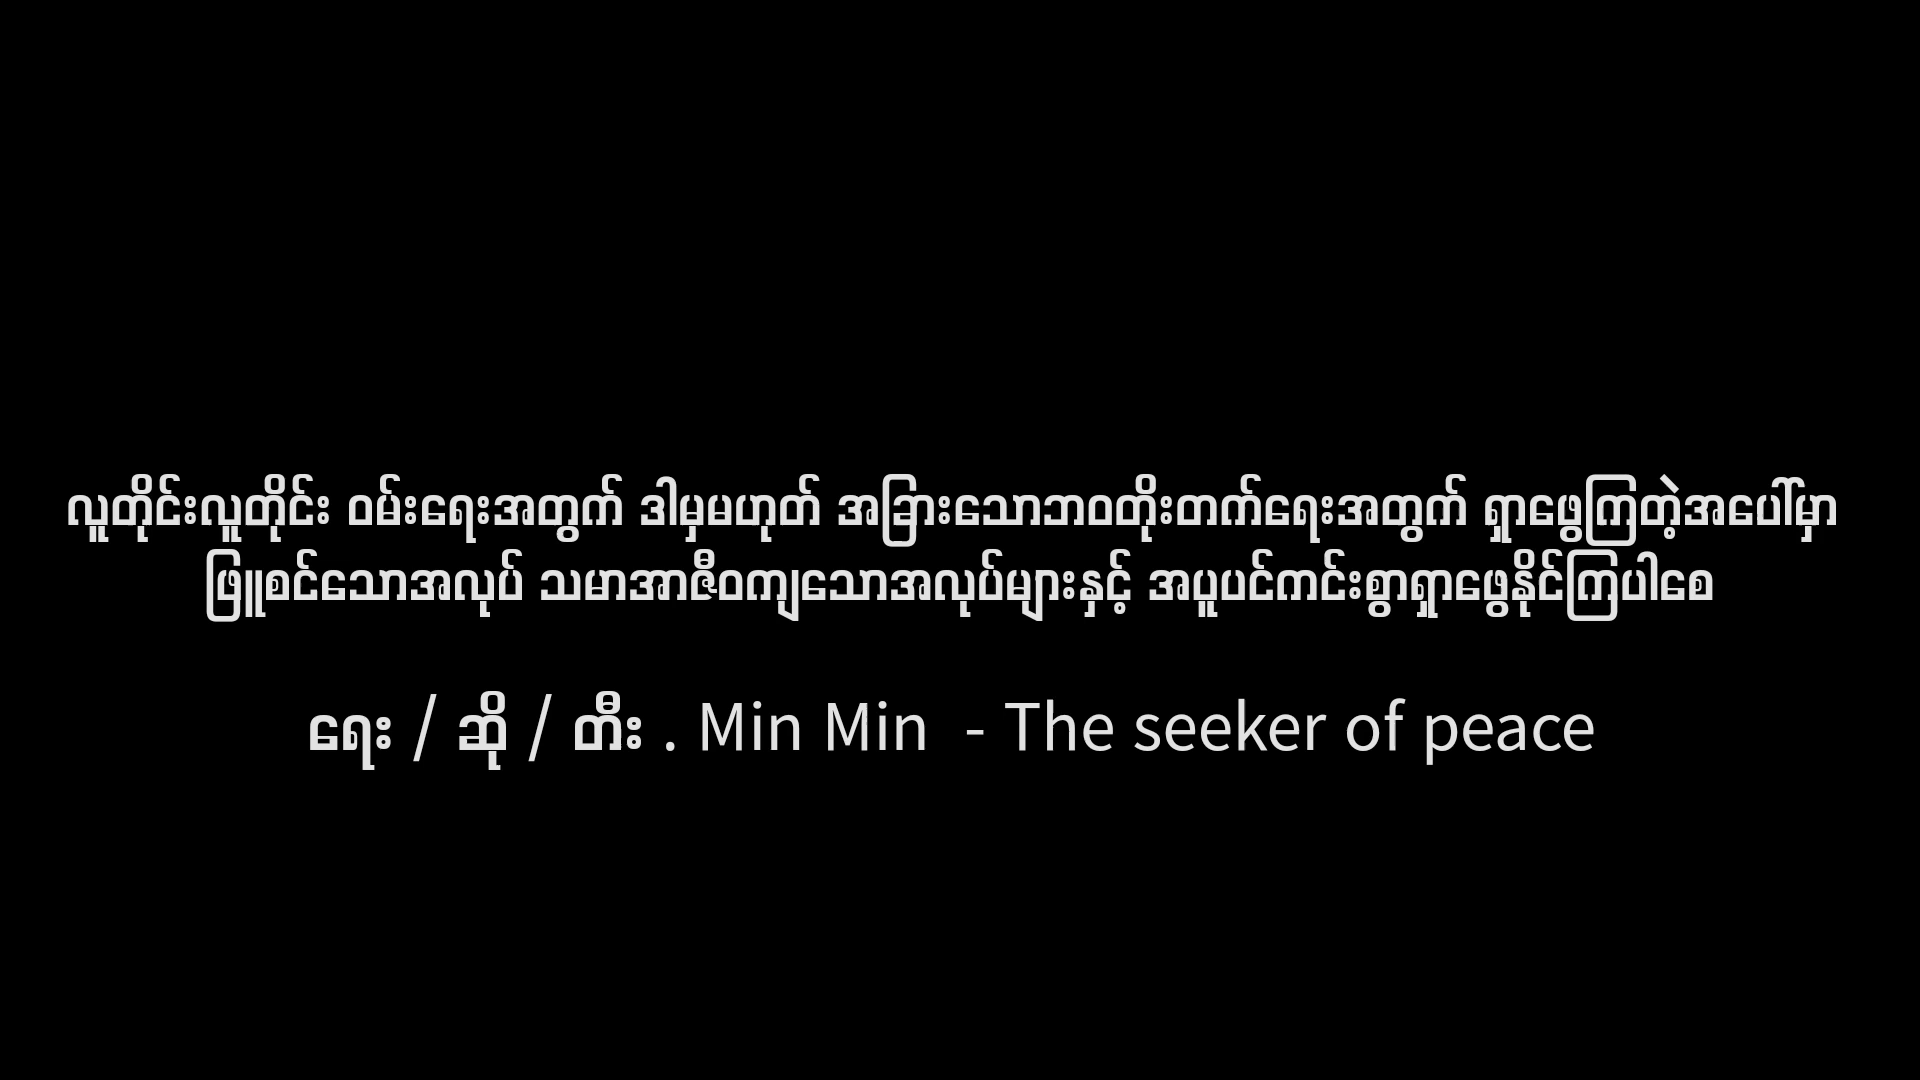 လူတိုင်းလူတိုင်း ဝမ်းရေးအတွက် ဒါမှမဟုတ် အခြားသောဘဝတိုးတက်ရေးအတွက် ရှာဖွေကြတဲ့အပေါ်မှာ
ဖြူစင်သောအလုပ် သမာအာဇီဝကျသောအလုပ်များနှင့် အပူပင်ကင်းစွာရှာဖွေနိုင်ကြပါစေ
ရေး / ဆို / တီး . Min Min - The seeker of peace